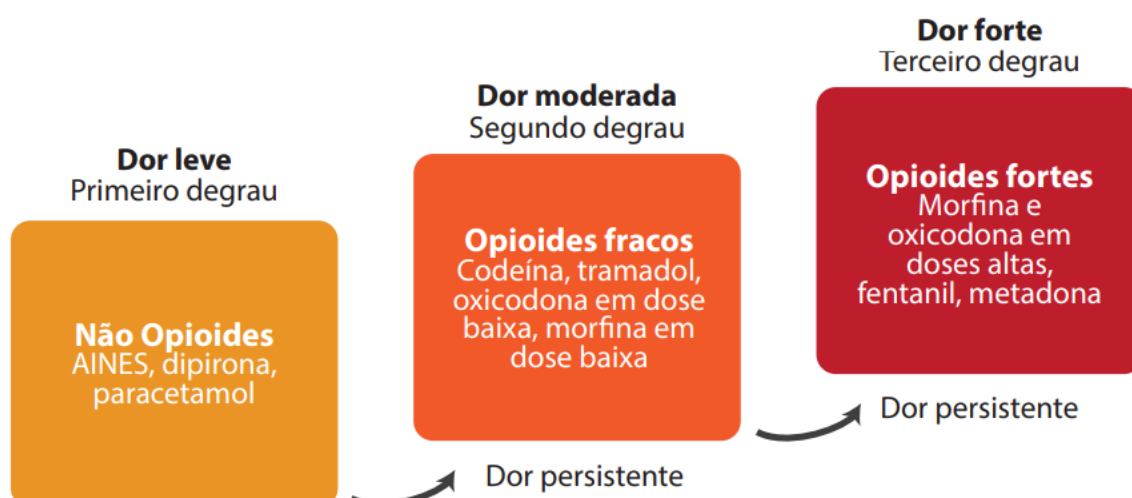 Dor leve
Primeiro degrau
Não Opioides
AINES, dipirona,
paracetamol
Dor persistente
Dor moderada
Segundo degrau
Opioides fracos
Codeína, tramadol,
oxicodona em dose
baixa, morfina em
dose baixa
Dor persistente
Dor forte
Terceiro degrau
Opioides fortes
Morfina e
oxicodona em
doses altas,
fentanil, metadona